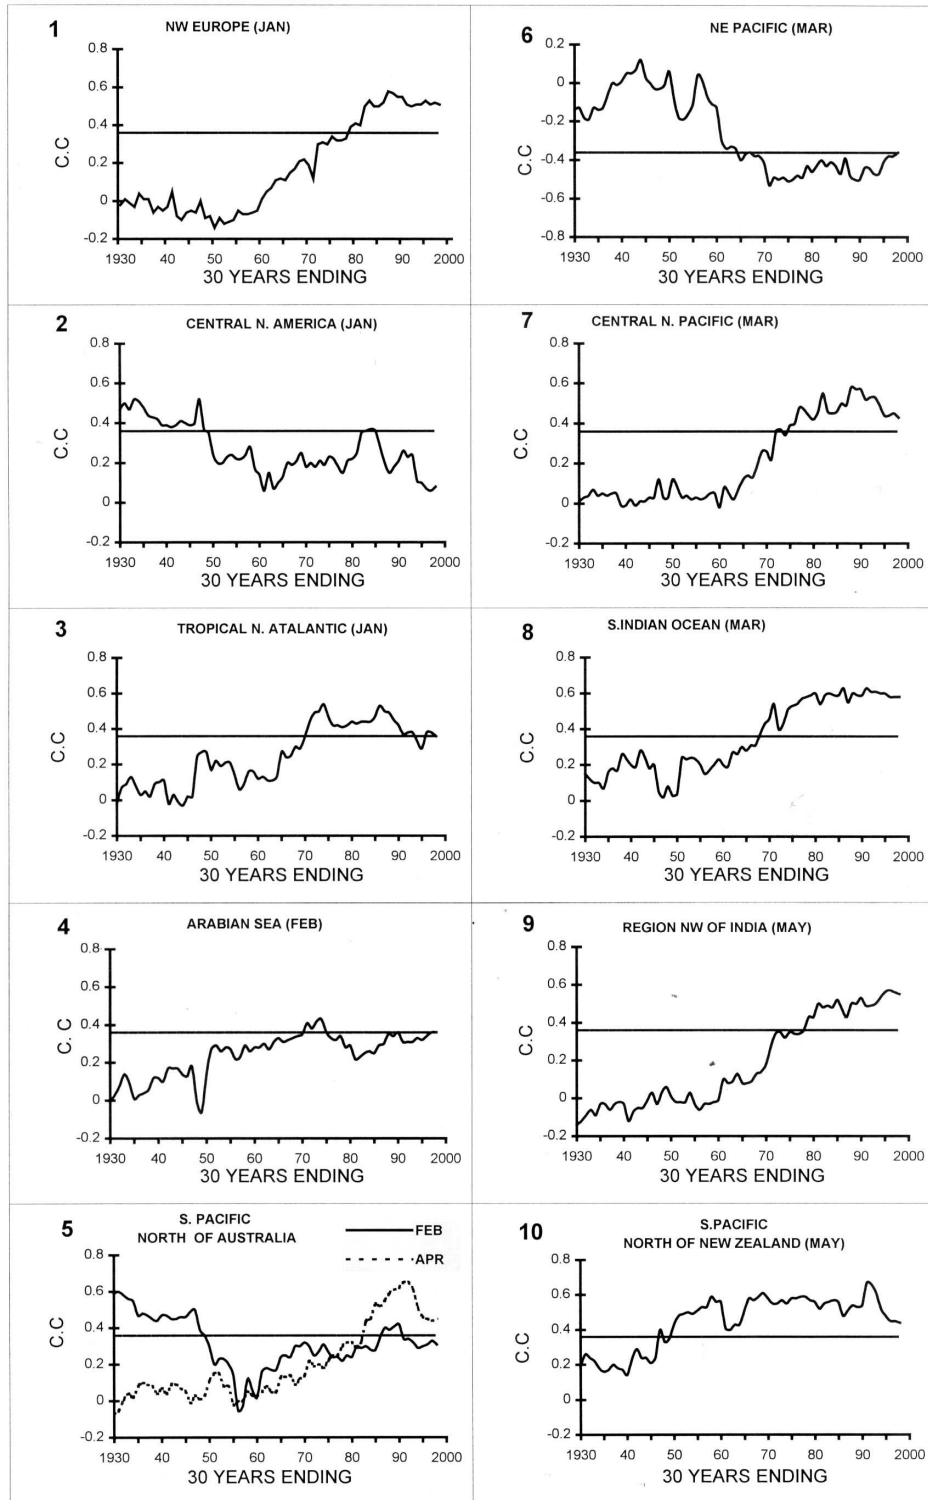 1
NW EUROPE (JAN)
0.8
0.6
0.4
0.2
0
-0.2
C.C
1930 40 50 60 70 80 90 2000
30 YEARS ENDING
2
CENTRAL N. AMERICA (JAN)
0.8
0.6
0.4
0.2
0
-0.2
C.C
1930 40 50 60 70 80 90 2000
30 YEARS ENDING
3
TROPICAL N. ATALANTIC (JAN)
0.8
0.6
0.4
0.2
0
-0.2
C.C
1930 40 50 60 70 80 90 2000
30 YEARS ENDING
4
ARABIAN SEA (FEB)
0.8
0.6
0.4
0.2
0
-0.2
C. C
1930 40 50 60 70 80 90 2000
30 YEARS ENDING
5
S. PACIFIC
NORTH OF AUSTRALIA
FEB
APR
0.8
0.6
0.4
0.2
0
-0.2
C.C
1930 40 50 60 70 80 90 2000
30 YEARS ENDING
6
NE PACIFIC (MAR)
0.2
0
-0.2
-0.4
-0.6
-0.8
C.C
1930 40 50 60 70 80 90 2000
30 YEARS ENDING
7
CENTRAL N. PACIFIC (MAR)
0.8
0.6
0.4
0.2
0
-0.2
C.C
1930 40 50 60 70 80 90 2000
30 YEARS ENDING
8
S.INDIAN OCEAN (MAR)
0.8
0.6
0.4
0.2
0
-0.2
C.C
1930 40 50 60 70 80 90 2000
30 YEARS ENDING
9
REGION NW OF INDIA (MAY)
0.8
0.6
0.4
0.2
0
-0.2
C.C
1930 40 50 60 70 80 90 2000
30 YEARS ENDING
10
S.PACIFIC
NORTH OF NEW ZEALAND (MAY)
0.8
0.6
0.4
0.2
0
-0.2
C.C
1930 40 50 60 70 80 90 2000
30 YEARS ENDING